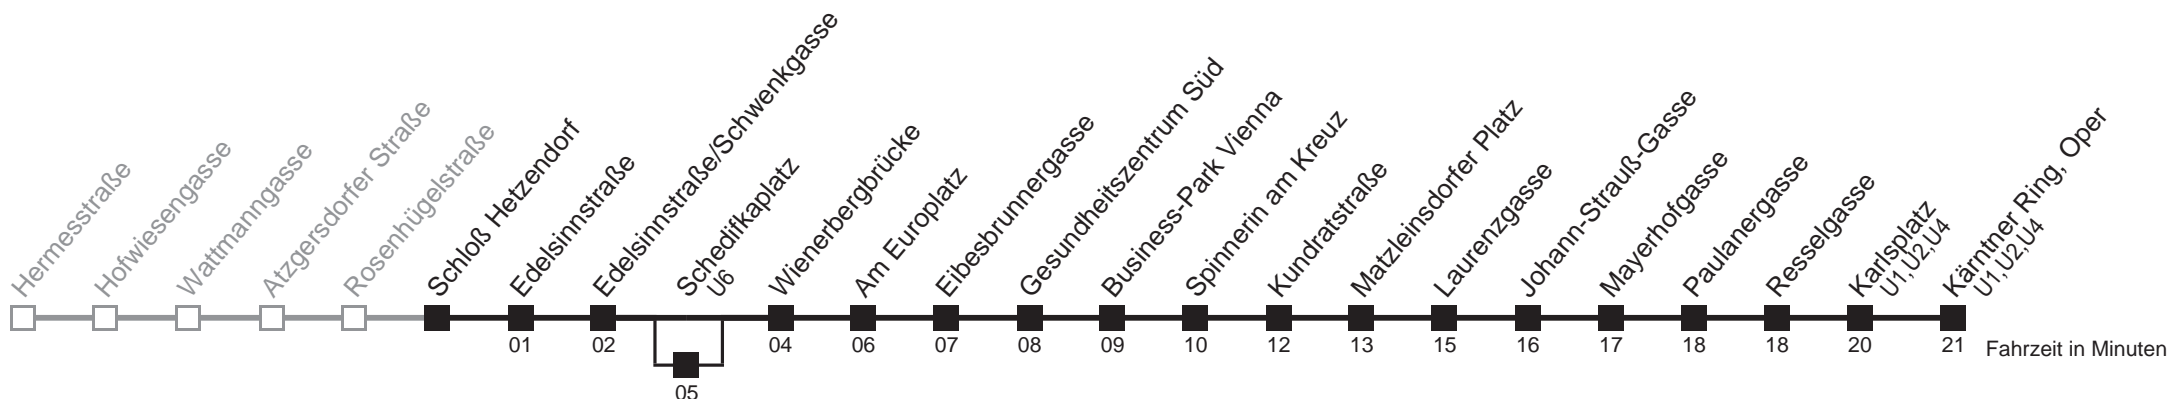 Hermesstraße
Hofwiesengasse
Wattmanngasse
Atzgersdorfer Straße
Rosenhügelstraße
Schloß Hetzendorf
Edelsinnstraße
Edelsinnstraße/Schwenkgasse
Schedifkaplatz
U6
Wienerbergbrücke
Am Europlatz
Eibesbrunnergasse
Gesundheitszentrum Süd
Business-Park Vienna
Spinnerin am Kreuz
Kundratstraße
Matzleinsdorfer Platz
Laurenzgasse
Johann-Strauß-Gasse
Mayerhofgasse
Paulanergasse
Resselgasse
Karlsplatz
U1,U2,U4
Kärntner Ring, Oper
U1,U2,U4
01 02 04 06 07 08 09 10 12 13 15 16 17 18 18 20 21 Fahrzeit in Minuten
05